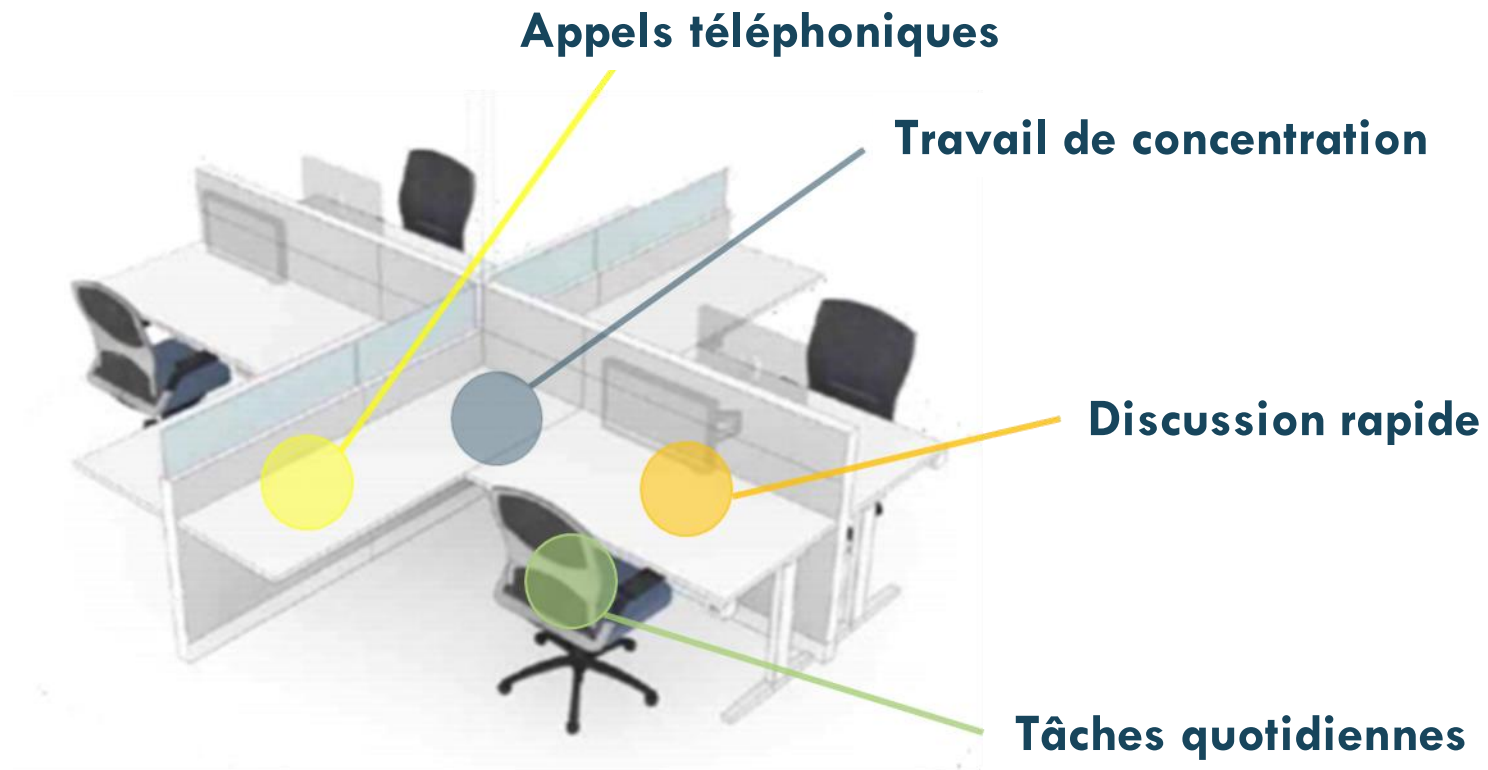 Appels téléphoniques
Travail de concentration
Discussion rapide
Tâches quotidiennes